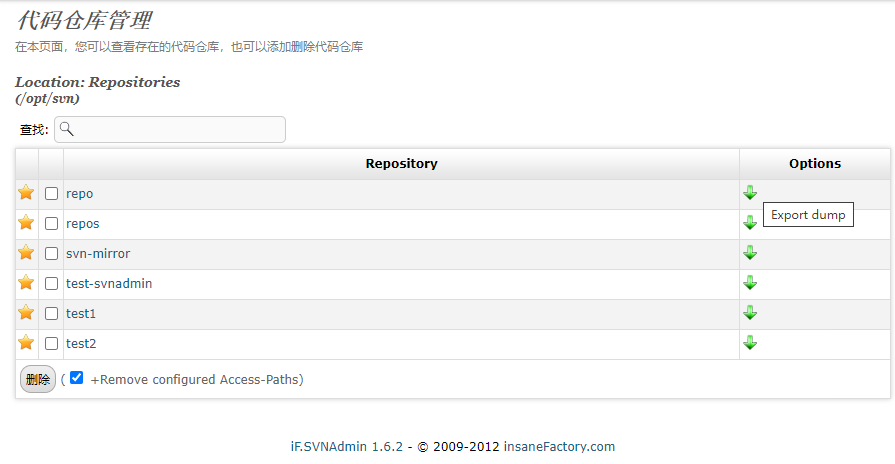 代码仓库管理
在本页面，您可以查看存在的代码仓库，也可以添加删除代码仓库
Location: Repositories
(/opt/svn)
查找:
Repository Options
repo
Export dump
repos
svn-mirror
test-svnadmin
test1
test2
删除 ( +Remove configured Access-Paths)
iF.SVNAdmin 1.6.2 - © 2009-2012 insaneFactory.com